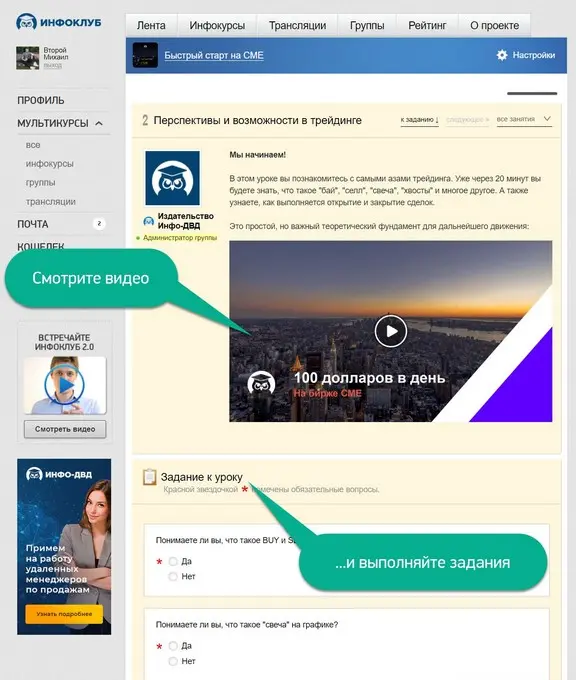 ИНФОКЛУБ
Лента
Инфокурсы
Трансляции
Группы
Рейтинг
О проекте
Второй
Михаил
выход
Быстрый старт на CME
Настройки
ПРОФИЛЬ
МУЛЬТИКУРСЫ
все
инфокурсы
группы
трансляции
ПОЧТА
2
КОШЕЛЕК
2 Перспективы и возможности в трейдинге
к заданию ↓
следующее
все занятия
Мы начинаем!
В этом уроке вы познакомитесь с самыми азами трейдинга. Уже через 20 минут вы
будете знать, что такое "бай", "селл", "свеча", "хвосты" и многое другое. А также
узнаете, как выполняется открытие и закрытие сделок.
Это простой, но важный теоретический фундамент для дальнейшего движения:
Издательство
Инфо-ДВД
Администратор группы
Смотрите видео
100 долларов в день
На бирже CME
ВСТРЕЧАЙТЕ
ИНФОКЛУБ 2.0
Смотреть видео
ИНФО-ДВД
Примем
на работу
удаленных
менеджеров
по продажам
Узнать подробнее
Задание к уроку
Красной звездочкой * помечены обязательные вопросы.
Понимаете ли вы, что такое BUY и
* Да
Нет
...и выполняйте задания
Понимаете ли вы, что такое "свеча" на графике?
* Да
Нет